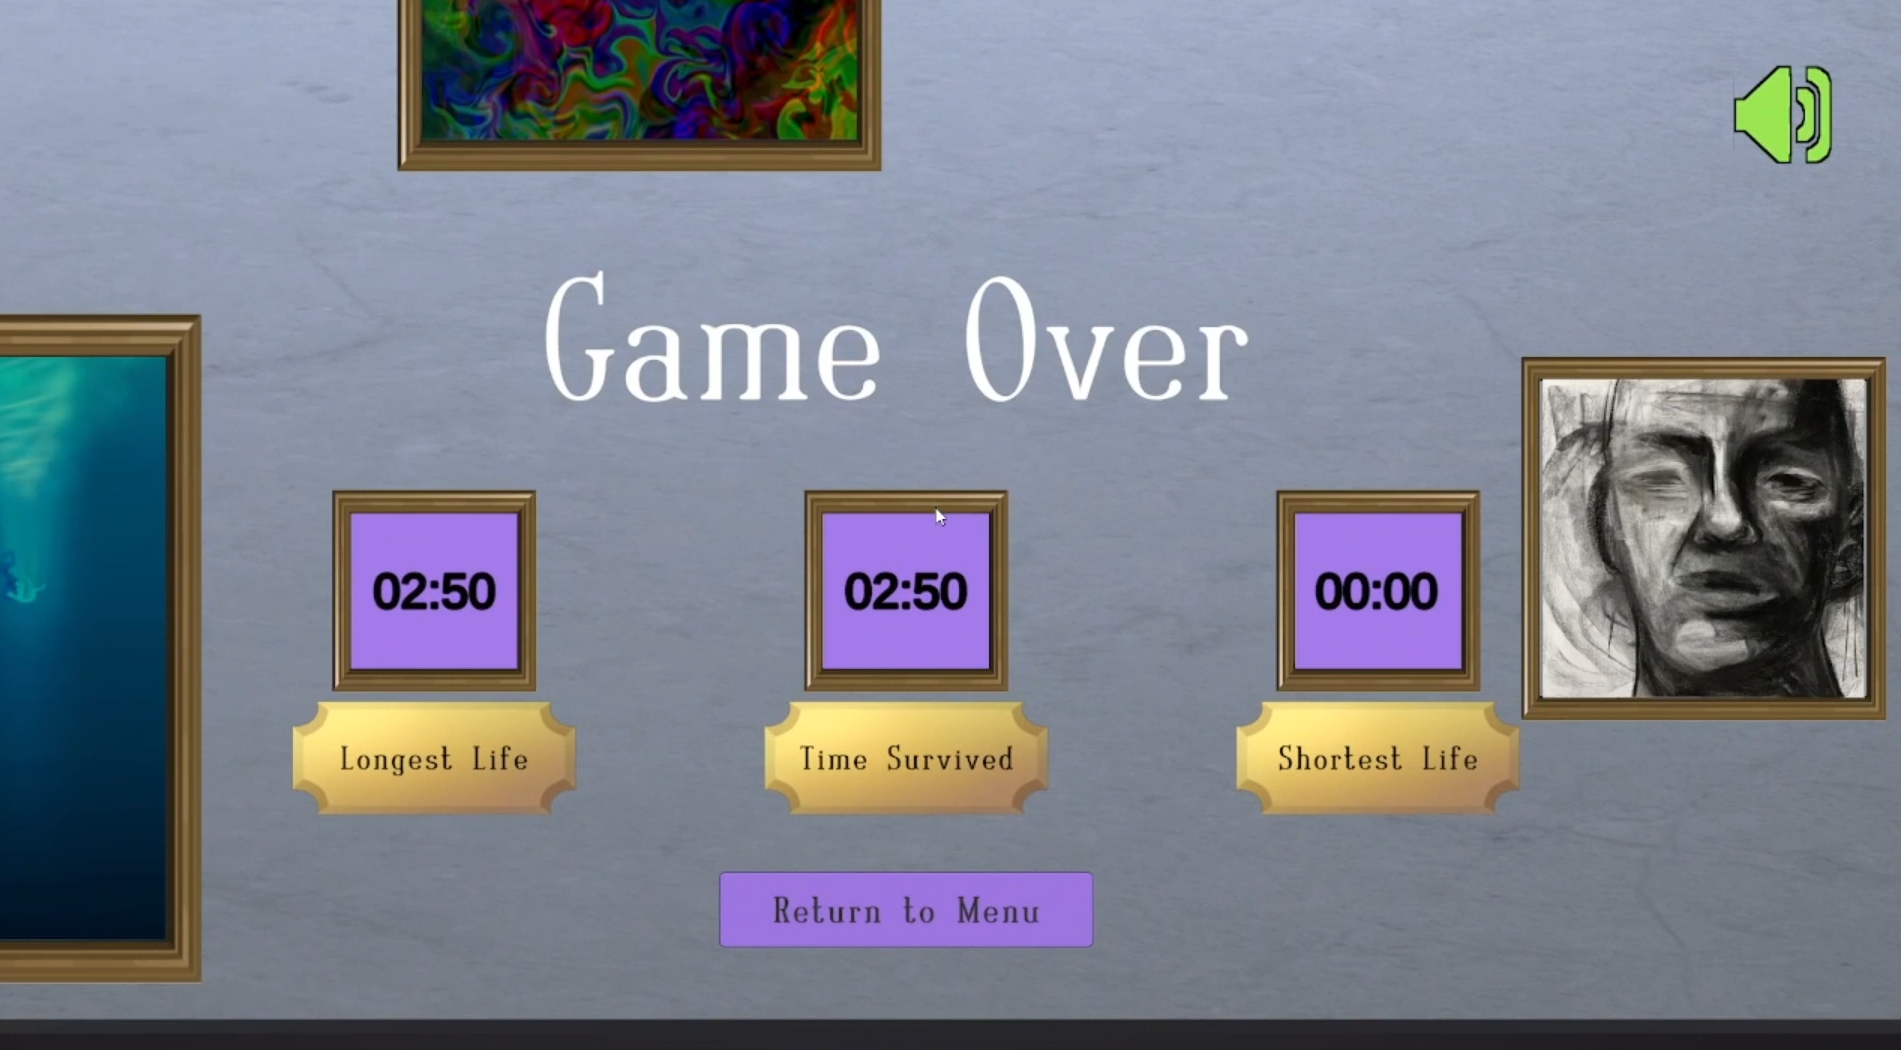 Game Over
02:50
02:50
00:00
Longest Life
Time Survived
Shortest Life
Return to Menu